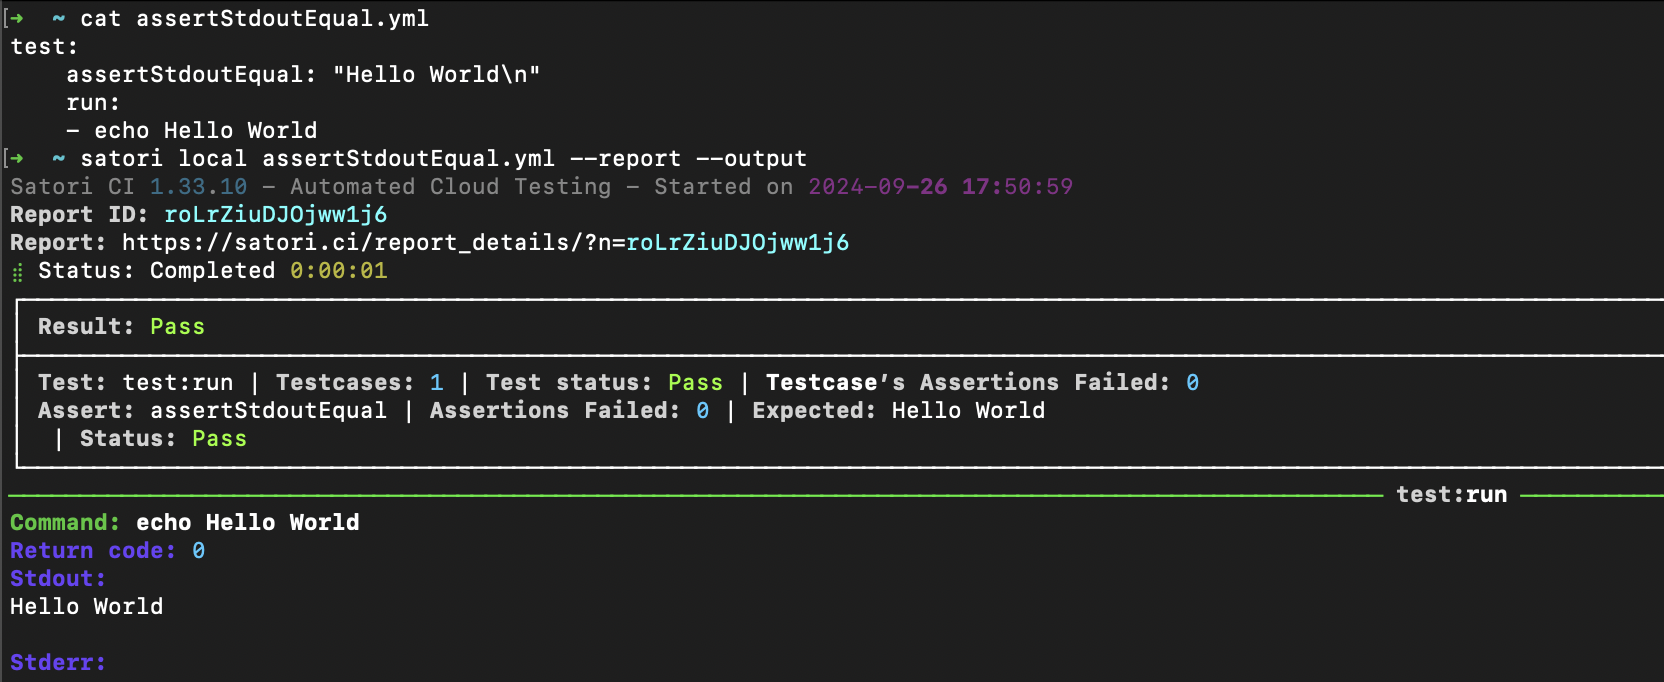 [➜  ~ cat assertStdoutEqual.yml
test:
    assertStdoutEqual: "Hello World\n"
    run:
    - echo Hello World
[➜  ~ satori local assertStdoutEqual.yml --report --output
Satori CI 1.33.10 - Automated Cloud Testing - Started on 2024-09-26 17:50:59
Report ID: roLrZiuDJOjww1j6
Report: https://satori.ci/report_details/?n=roLrZiuDJOjww1j6
⣾ Status: Completed 0:00:01
Result: Pass
Test: test:run | Testcases: 1 | Test status: Pass | Testcase’s Assertions Failed: 0
Assert: assertStdoutEqual | Assertions Failed: 0 | Expected: Hello World
 | Status: Pass
test:run
Command: echo Hello World
Return code: 0
Stdout:
Hello World
Stderr: